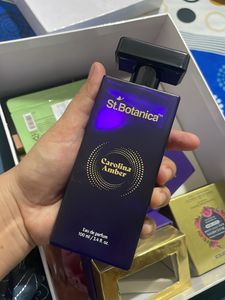 St.Botanica™
Carolina
Amber
Eau de parfum
100 ml / 3.4 fl. oz.